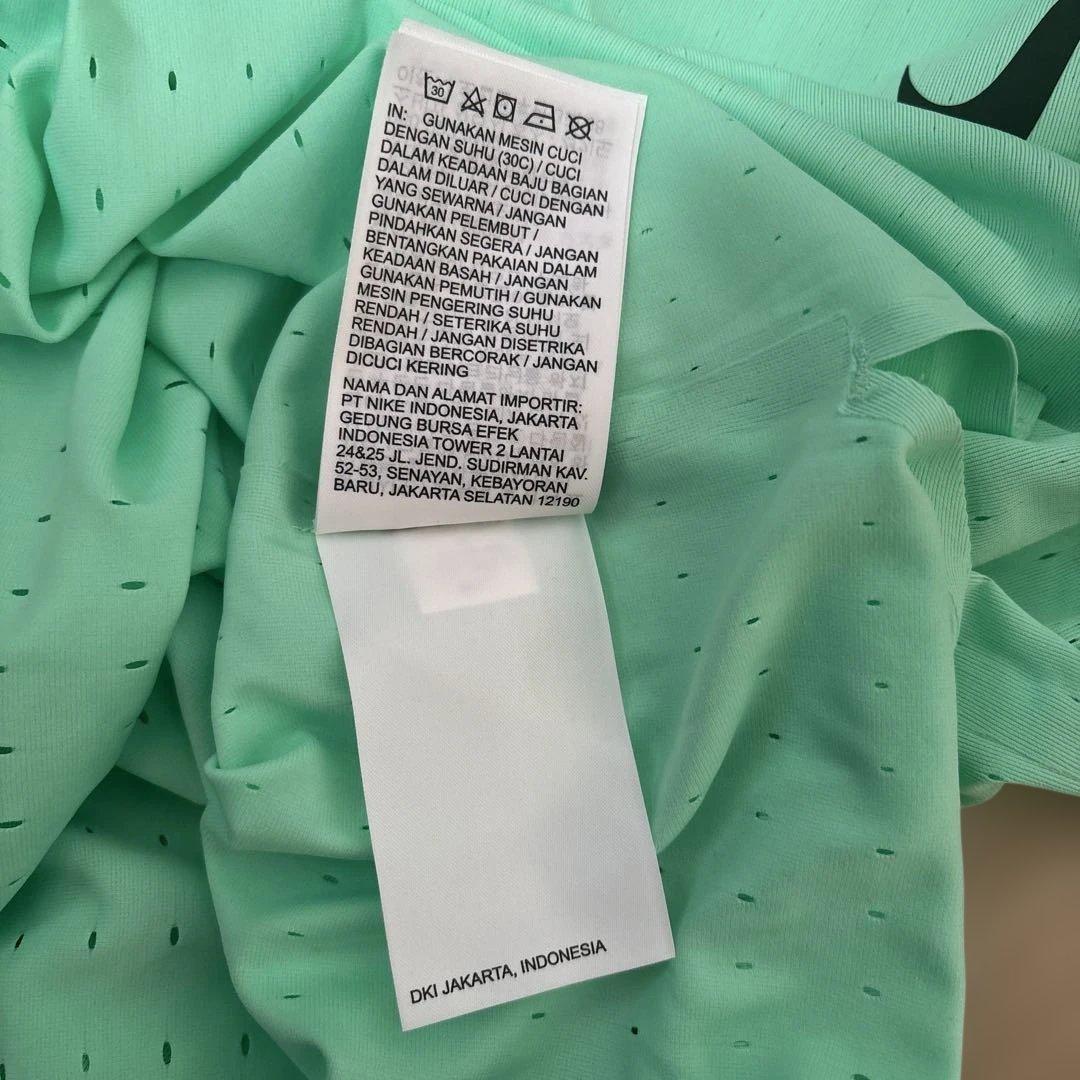 30
IN: GUNAKAN MESIN CUCI
DENGAN SUHU (30C) / CUCI
DALAM KEADAAN BAJU BAGIAN
DALAM DILUAR / CUCI DENGAN
YANG SEWARNA / JANGAN
GUNAKAN PELEMBUT /
PINDAHKAN SEGERA / JANGAN
BENTANGKAN PAKAIAN DALAM
KEADAAN BASAH / JANGAN
GUNAKAN PEMUTIH / GUNAKAN
MESIN PENGERING SUHU
RENDAH / SETERIKA SUHU
RENDAH / JANGAN DISETRIKA
DIBAGIAN BERCORAK / JANGAN
DICUCI KERING
NAMA DAN ALAMAT IMPORTIR:
PT NIKE INDONESIA, JAKARTA
GEDUNG BURSA EFEK
INDONESIA TOWER 2 LANTAI
24&25 JL. JEND. SUDIRMAN KAV.
52-53, SENAYAN, KEBAYORAN
BARU, JAKARTA SELATAN 12190
DKI JAKARTA, INDONESIA